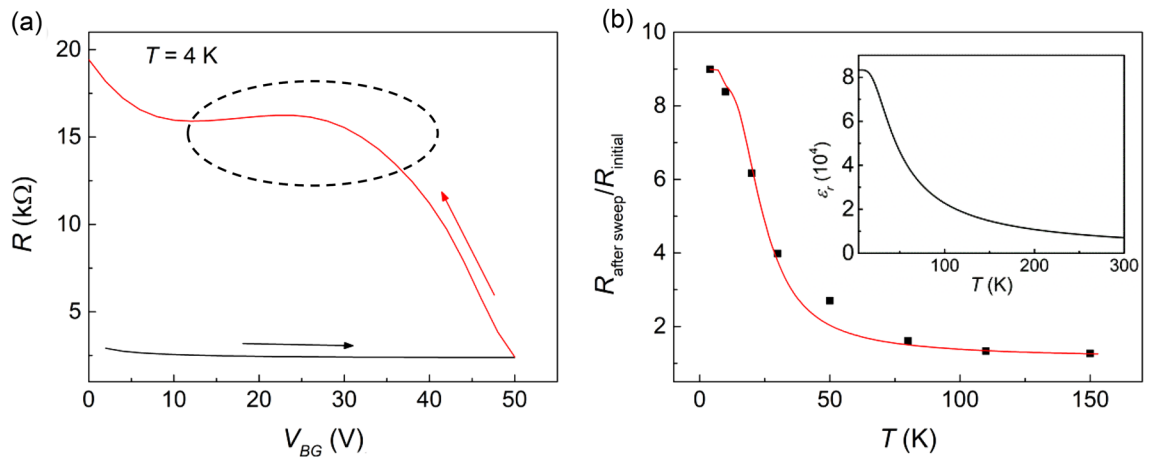 (a)
T = 4 K
20
15
10
5
R (kΩ)
0 10 20 30 40 50
V_BG (V)
(b)
10
8
6
4
2
R_after sweep/R_initial
0 50 100 150
T (K)
8
6
4
2
0
ε_r (10^4)
100 200 300
T (K)